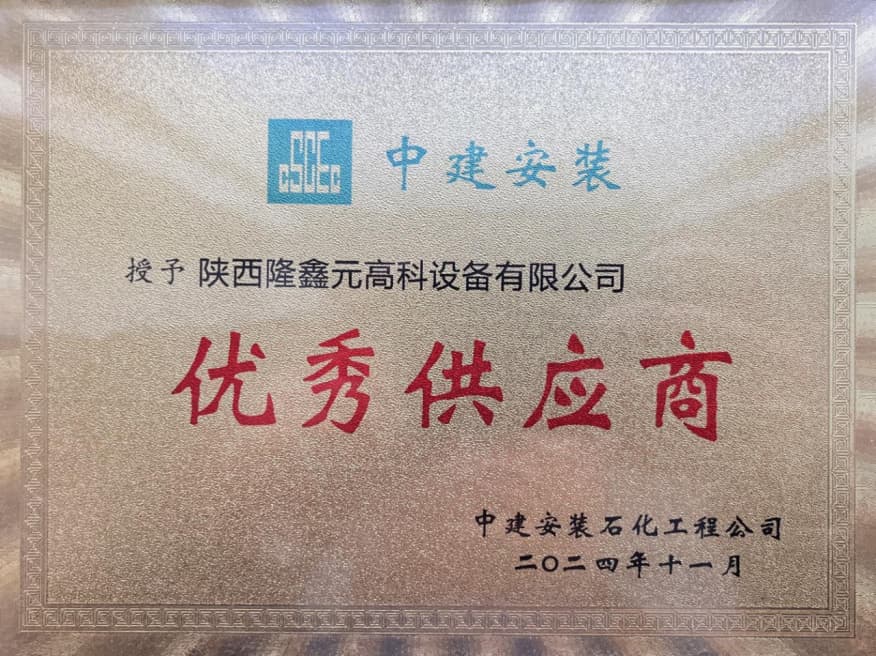 CSCEC 中建安装
授予 陕西隆鑫元高科设备有限公司
优秀供应商
中建安装石化工程公司
二〇二四年十一月